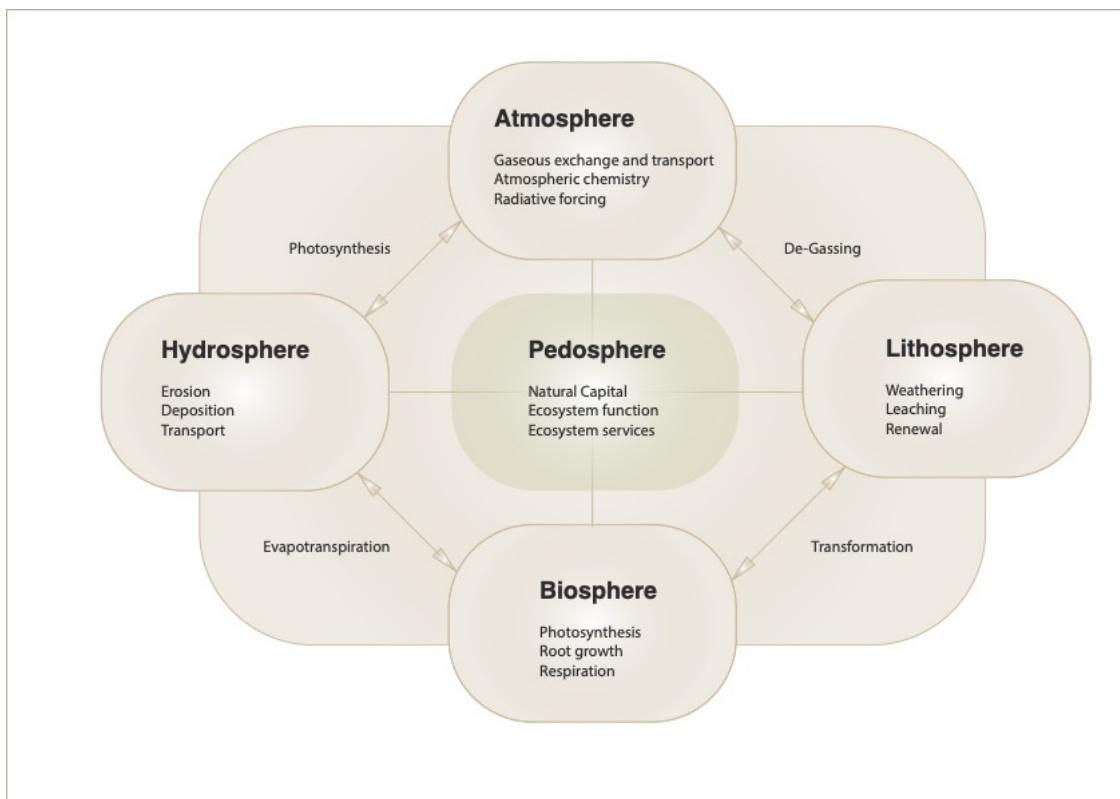 Atmosphere
Gaseous exchange and transport
Atmospheric chemistry
Radiative forcing
Photosynthesis
De-Gassing
Hydrosphere
Erosion
Deposition
Transport
Pedosphere
Natural Capital
Ecosystem function
Ecosystem services
Lithosphere
Weathering
Leaching
Renewal
Evapotranspiration
Transformation
Biosphere
Photosynthesis
Root growth
Respiration